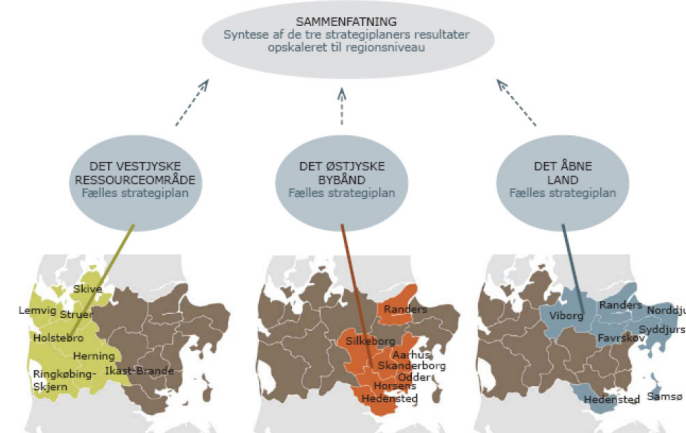 SAMMENFATNING
Syntese af de tre strategiplaners resultater
opskaleret til regionsniveau
DET VESTJYSKE
RESSOURCEOMRÅDE
Fælles strategiplan
DET ØSTJYSKE
BYBÅND
Fælles strategiplan
DET ÅBNE
LAND
Fælles strategiplan
Skive
Lemvig
Struer
Holstebro
Herning
Ikast-Brande
Ringkøbing-
Skjern
Randers
Silkeborg
Aarhus
Skanderborg
Odder
Horsens
Hedensted
Viborg
Randers
Norddju
Syddjurs
Favrskov
Hedensted
Samsø